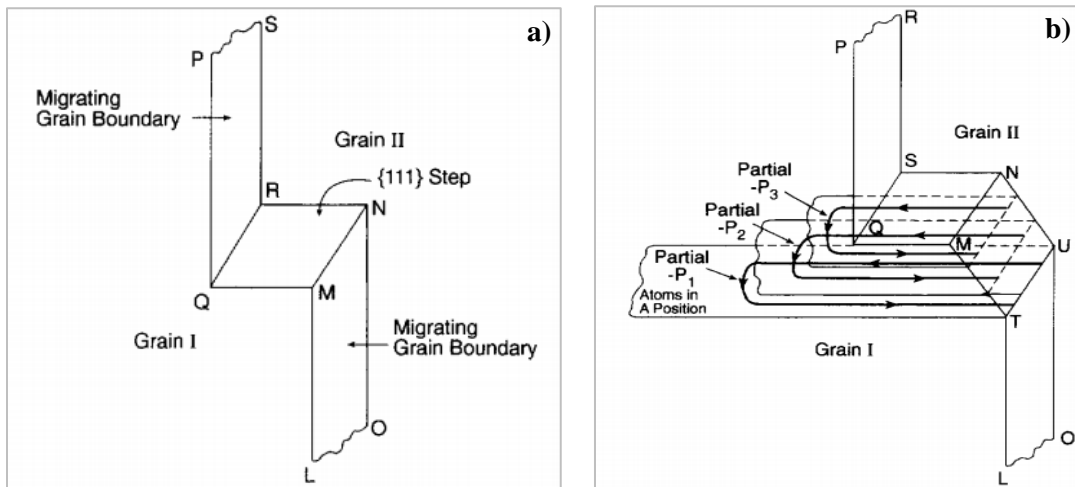 a)
S
P
Migrating
Grain Boundary
Grain II
{111} Step
R
N
Q
M
Grain I
Migrating
Grain Boundary
O
L
b)
R
P
Grain II
S
N
Partial
-P3
Partial
-P2
Q
M
U
Partial
-P1
Atoms in
A Position
T
Grain I
O
L